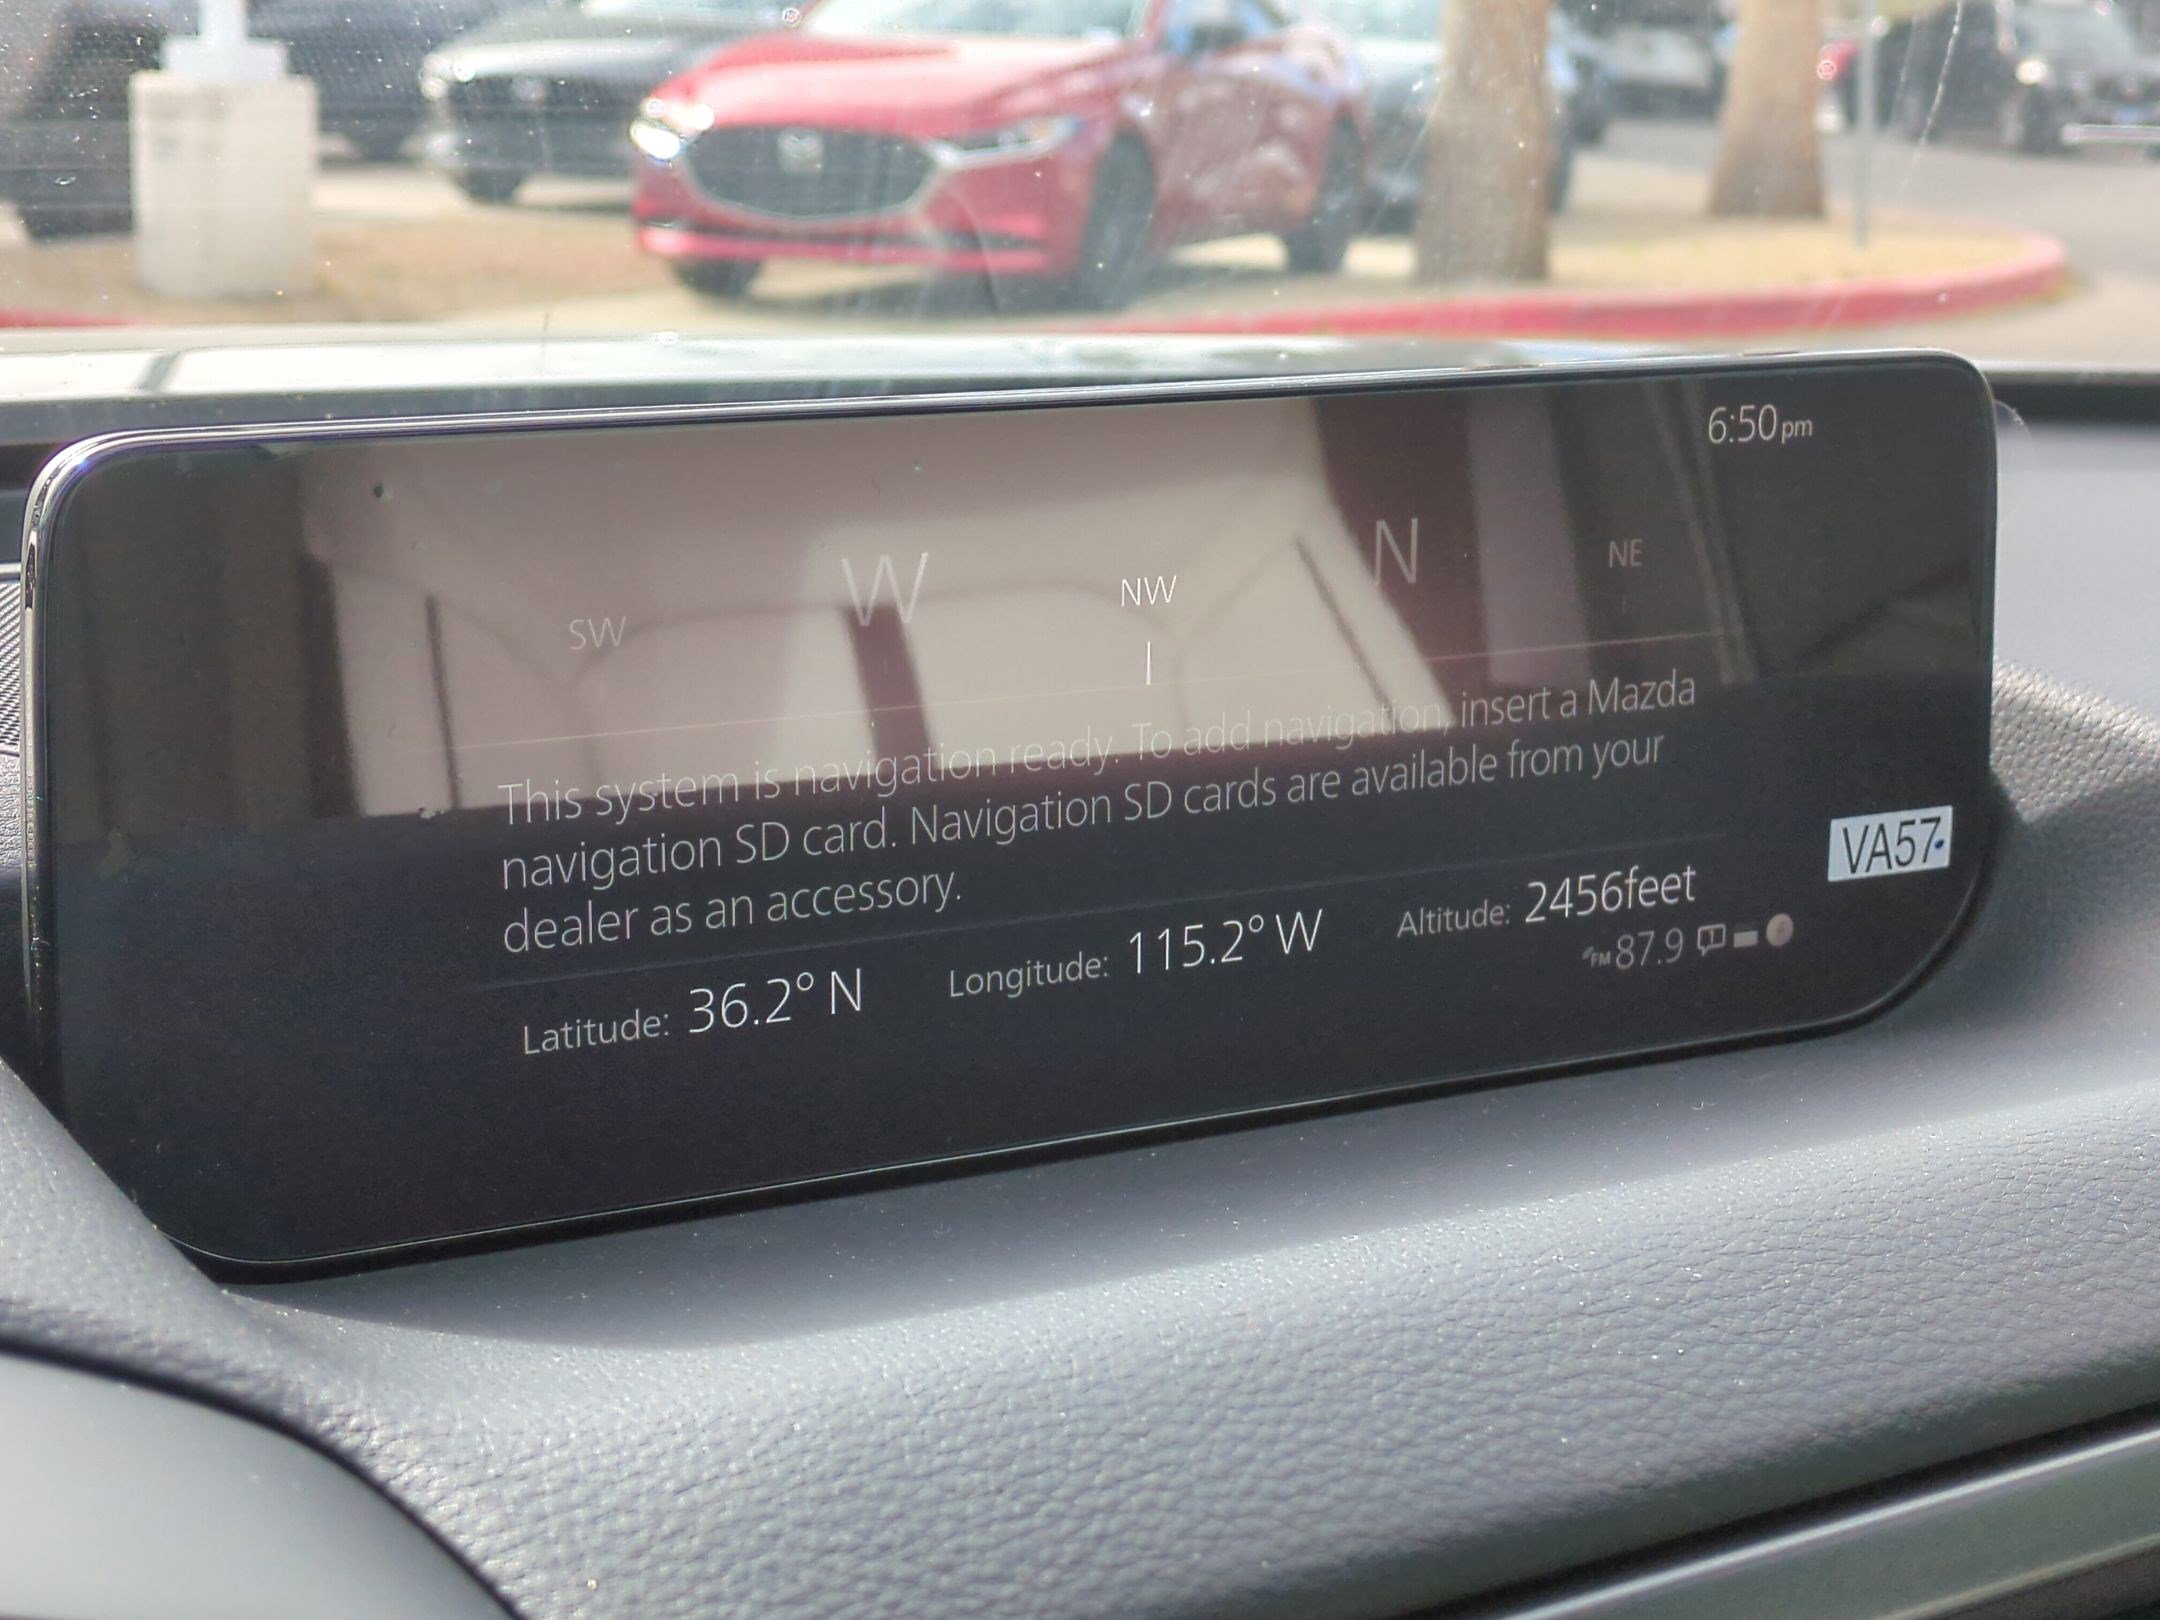 6:50pm
SW W NW N NE
This system is navigation ready. To add navigation, insert a Mazda
navigation SD card. Navigation SD cards are available from your
dealer as an accessory.
VA57
Latitude: 36.2° N Longitude: 115.2° W Altitude: 2456feet
FM 87.9